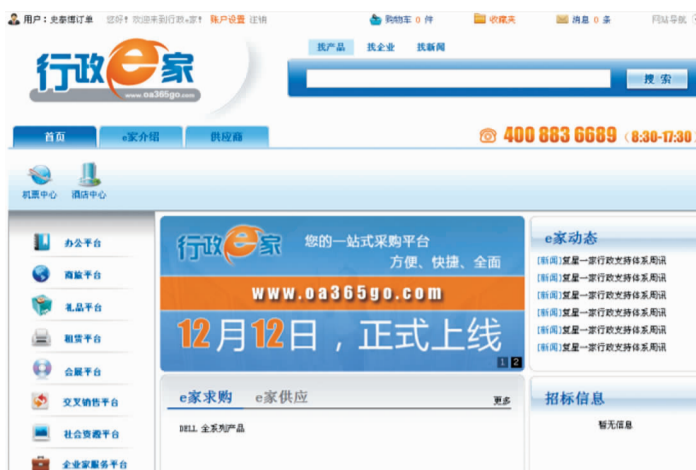 用户：史泰博订单 您好！欢迎来到行政e家！ 账户设置 注销 购物车 0 件 收藏夹 消息 0 条 网站导航
行政e家
www.oa365go.com
找产品 找企业 找新闻
搜 索
首页 e家介绍 供应商
400 883 6689（8:30-17:30
机票中心 酒店中心
办公平台
商旅平台
礼品平台
租赁平台
会展平台
交叉销售平台
社会资源平台
企业家服务平台
行政e家 您的一站式采购平台
方便、快捷、全面
www.oa365go.com
12月12日，正式上线
1 2
e家动态
[新闻]复星一家行政支持体系周讯
[新闻]复星一家行政支持体系周讯
[新闻]复星一家行政支持体系周讯
[新闻]复星一家行政支持体系周讯
[新闻]复星一家行政支持体系周讯
[新闻]复星一家行政支持体系周讯
e家求购 e家供应 更多
DELL 全系列产品
招标信息
暂无信息